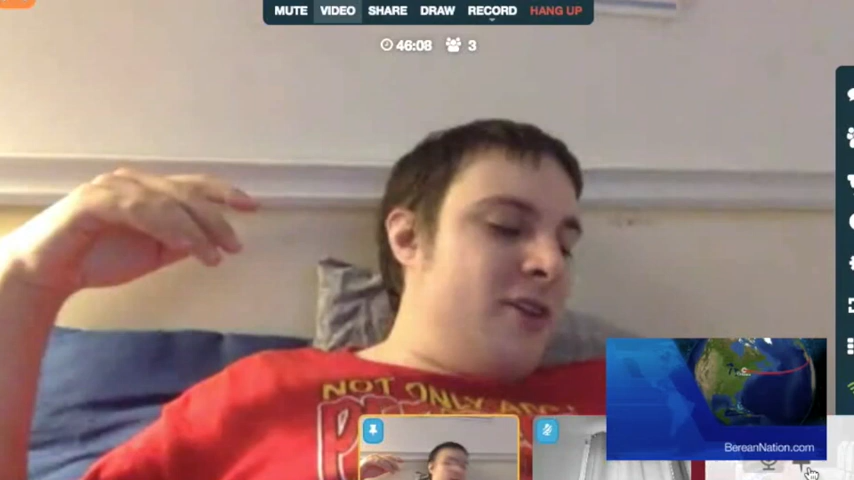 MUTE VIDEO SHARE DRAW RECORD HANG UP
46:08 3
NOT ONLY
BereanNation.com